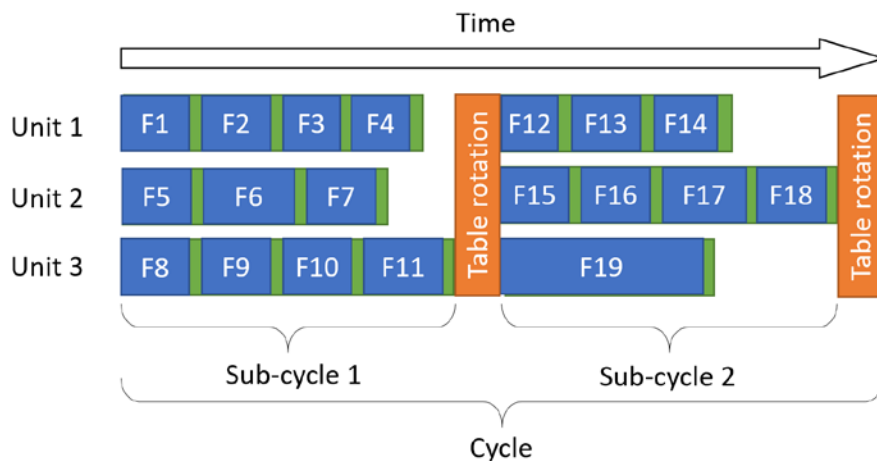 Time
Unit 1
F1
F2
F3
F4
F12
F13
F14
Unit 2
F5
F6
F7
F15
F16
F17
F18
Unit 3
F8
F9
F10
F11
F19
Table rotation
Table rotation
Sub-cycle 1
Sub-cycle 2
Cycle